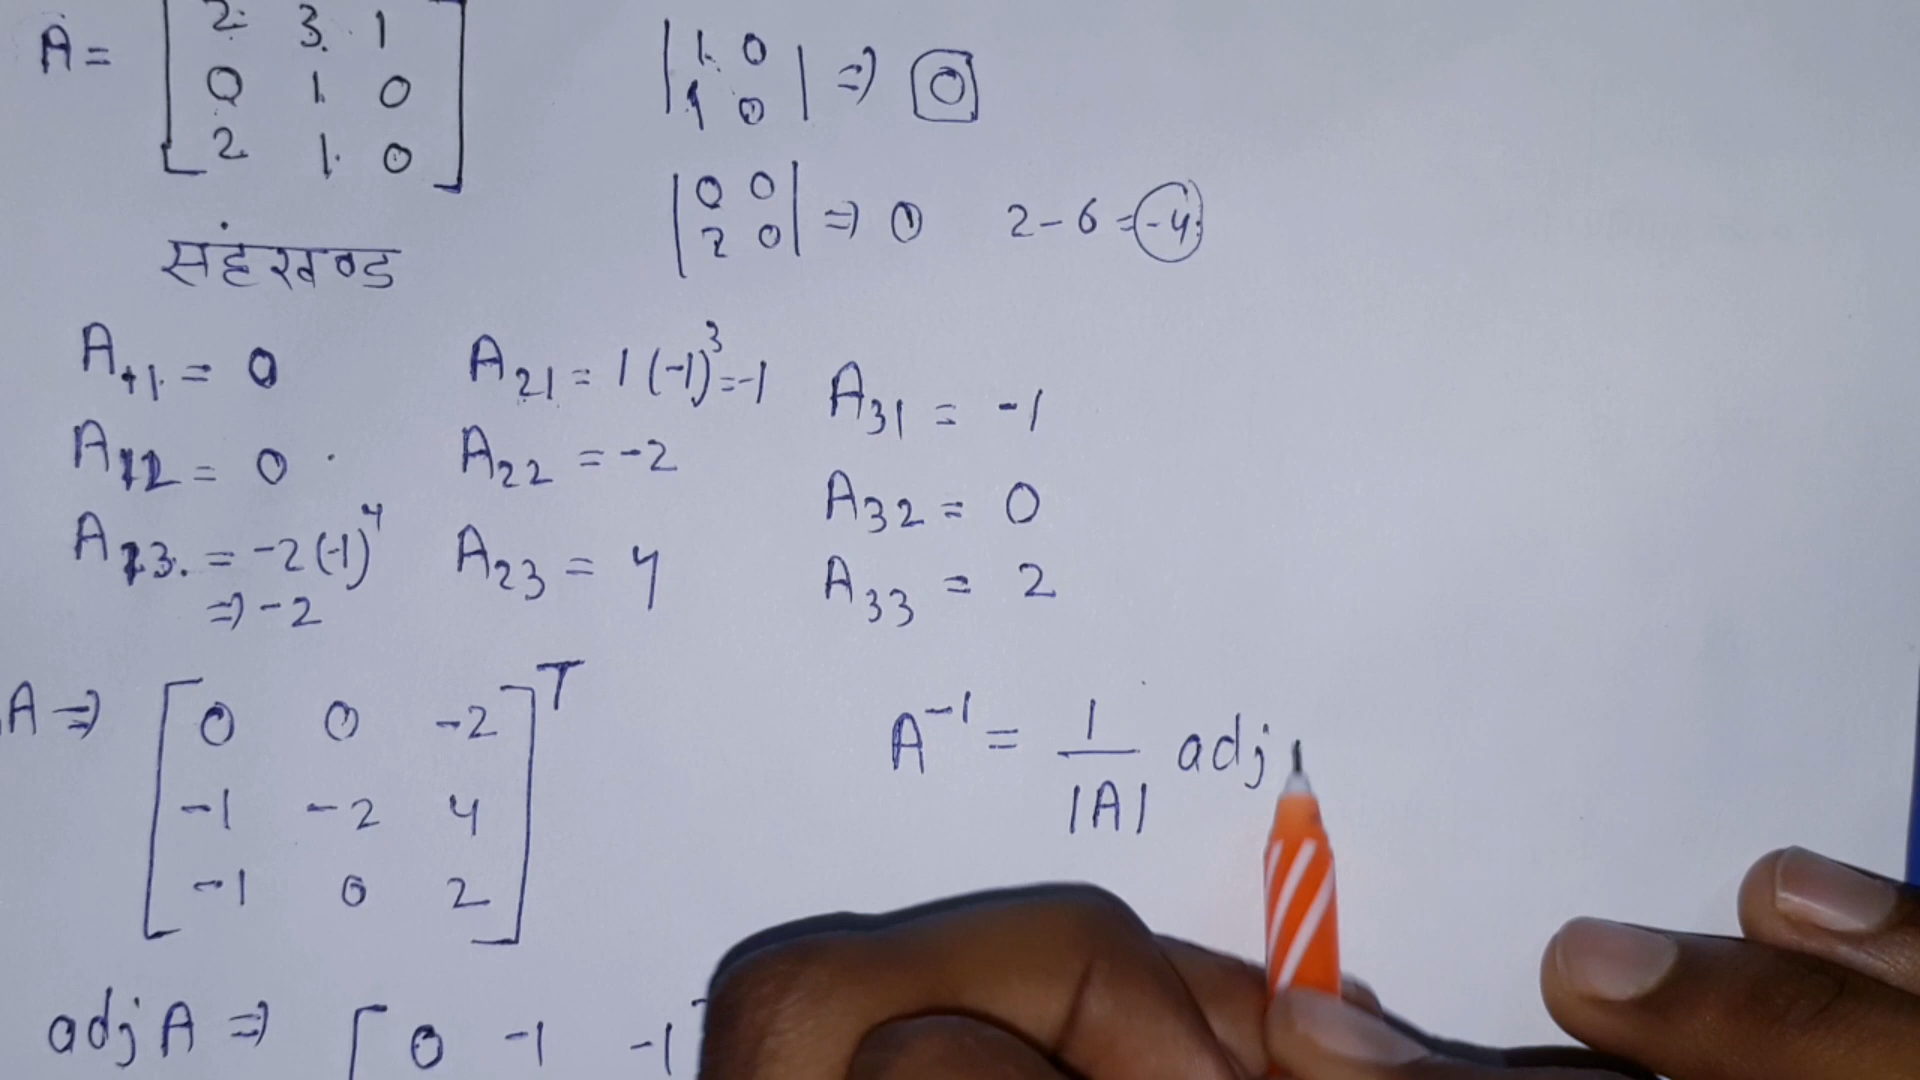 A = [ 2 3 1
0 1 0
2 1 0 ]
| 1 0
1 0 | ⇒ 0
| 0 0
2 0 | ⇒ 0 2 - 6 = -4
सहंखण्ड
A11 = 0
A12 = 0
A13 = -2(-1)^4
⇒ -2
A21 = 1(-1)^3 = -1
A22 = -2
A23 = 4
A31 = -1
A32 = 0
A33 = 2
A ⇒ [ 0 0 -2
-1 -2 4
-1 0 2 ]^T
A^-1 = 1/|A| adj
adj A ⇒ [ 0 -1 -1